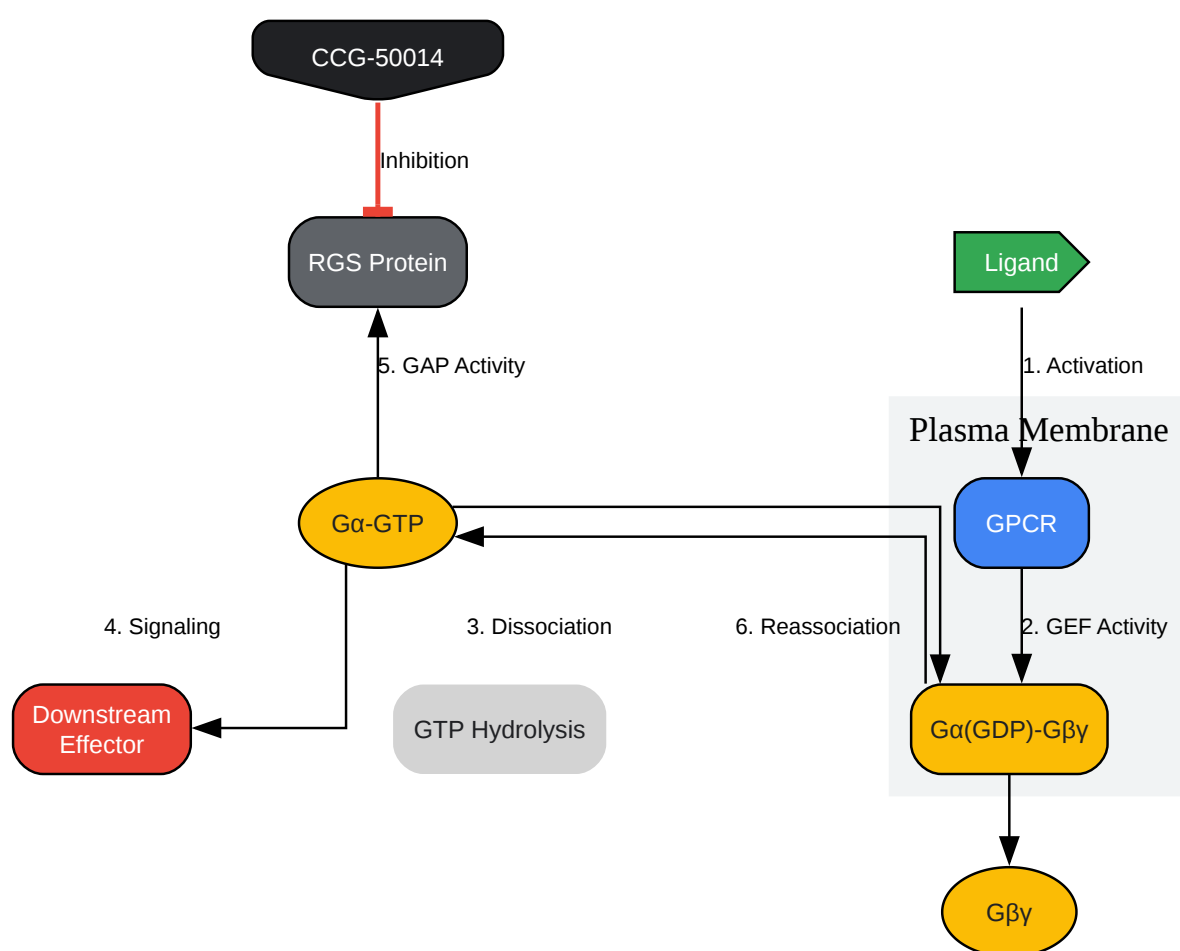 CCG-50014
Inhibition
RGS Protein
Ligand
5. GAP Activity
1. Activation
Plasma Membrane
Gα-GTP
GPCR
4. Signaling
3. Dissociation
6. Reassociation
2. GEF Activity
Downstream
Effector
GTP Hydrolysis
Gα(GDP)-Gβγ
Gβγ